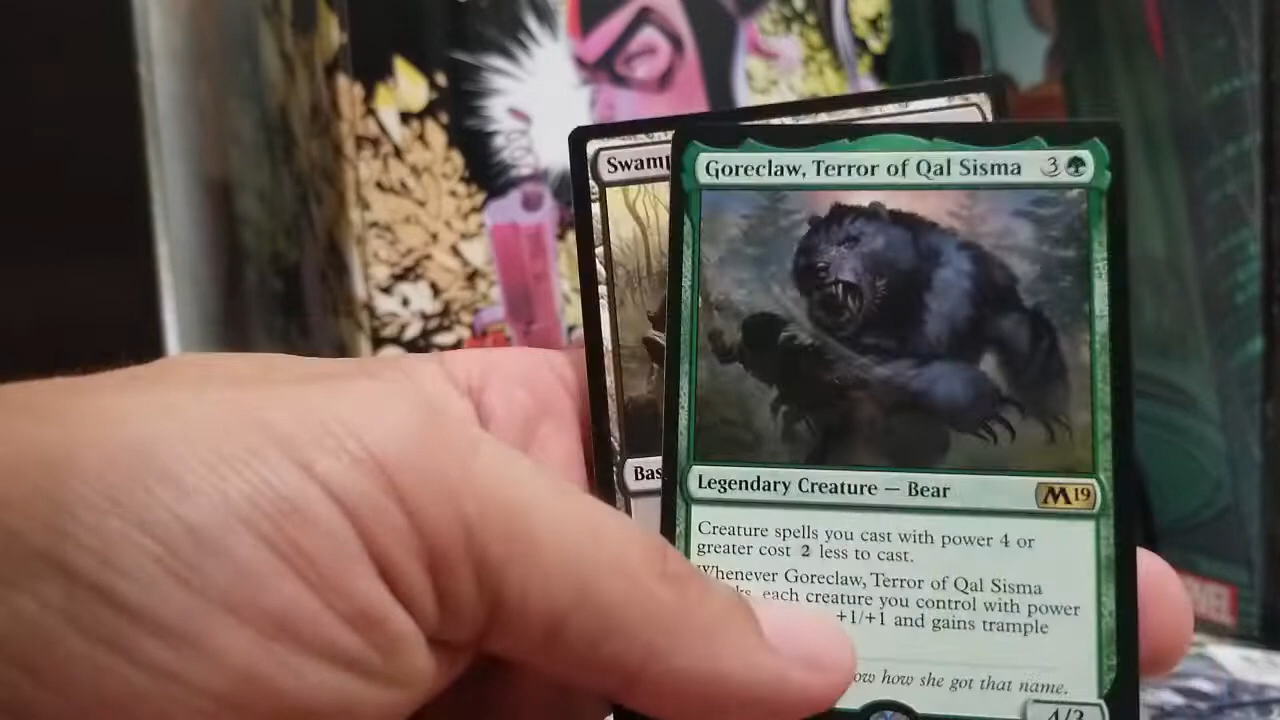 Swam
Goreclaw, Terror of Qal Sisma 3
Bas
Legendary Creature — Bear M19
Creature spells you cast with power 4 or
greater cost 2 less to cast.
Whenever Goreclaw, Terror of Qal Sisma
each creature you control with power
+1/+1 and gains trample
how she got that name.
4/3